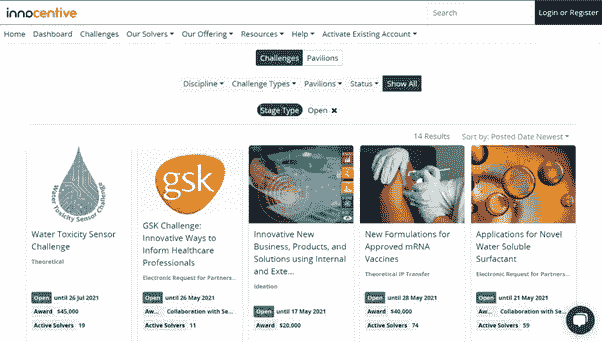 innocentive
Search
Login or Register
Home Dashboard Challenges Our Solvers Our Offering Resources Help Activate Existing Account
Challenges Pavilions
Discipline Challenge Types Pavilions Status Show All
Stage Type Open ✖
14 Results Sort by: Posted Date Newest
Water Toxicity Sensor Challenge
Water Toxicity Sensor
Challenge
Theoretical
Open until 26 Jul 2021
Award $45,000
Active Solvers 19
gsk
GSK Challenge:
Innovative Ways to
Inform Healthcare
Professionals
Electronic Request for Partners...
Open until 26 May 2021
Aw... Collaboration with Se...
Active Solvers 11
Innovative New
Business, Products, and
Solutions using Internal
and Exte...
Ideation
Open until 17 May 2021
Award $20,000
New Formulations for
Approved mRNA
Vaccines
Theoretical IP Transfer
Open until 28 May 2021
Award $40,000
Active Solvers 74
Applications for Novel
Water Soluble
Surfactant
Electronic Request for Partners...
Open until 21 May 2021
Aw... Collaboration with Se...
Active Solvers 59